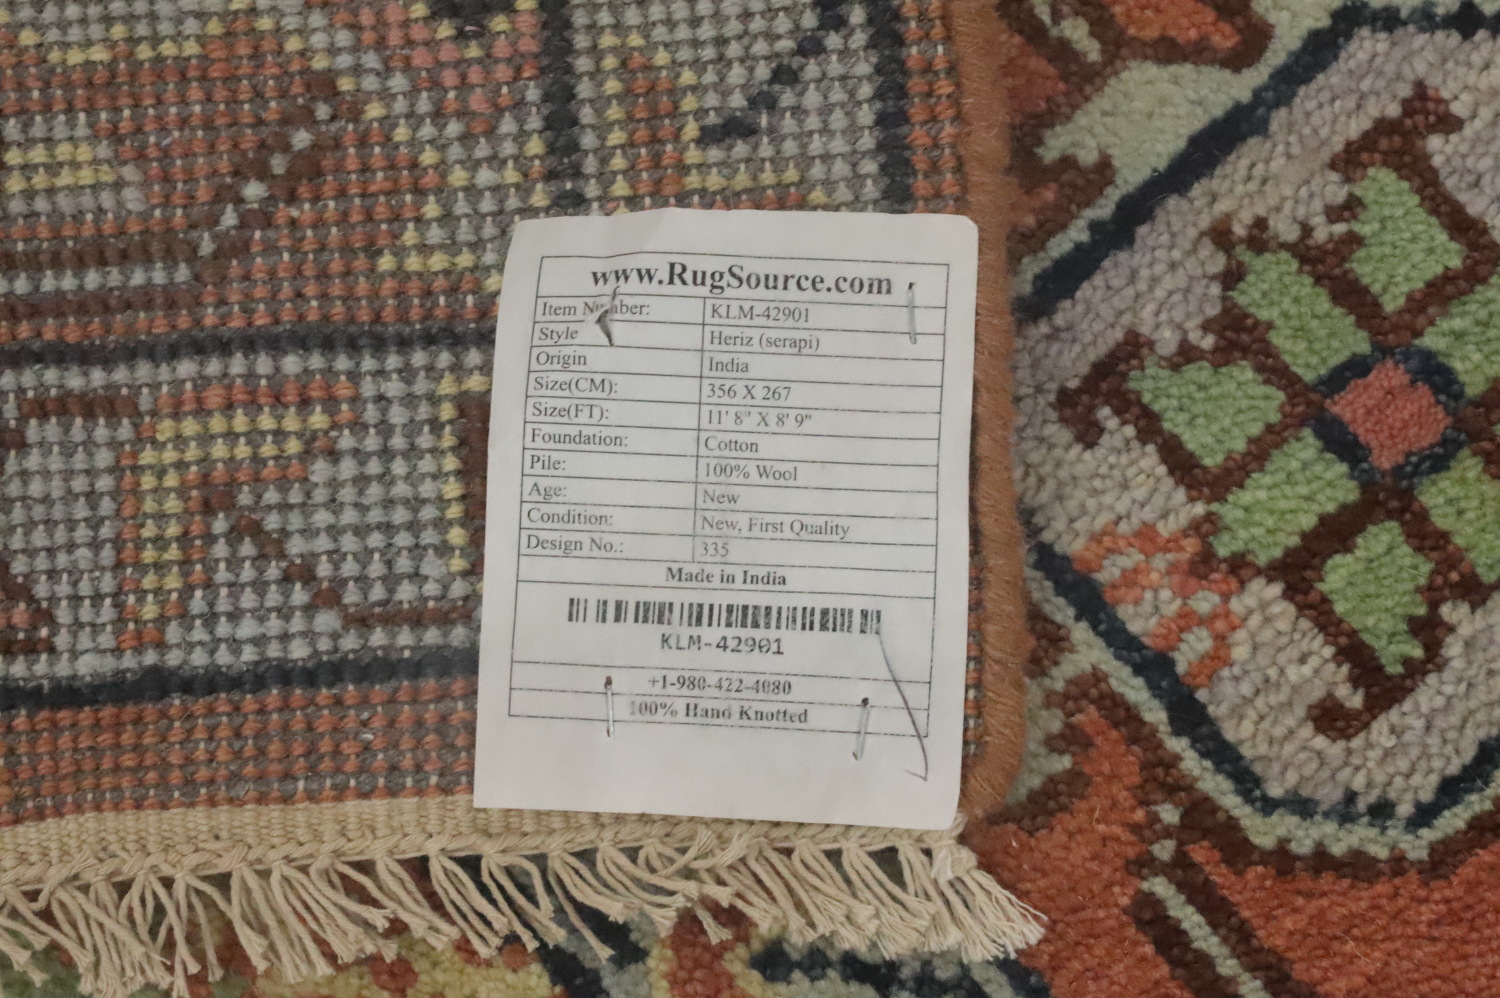 www.RugSource.com
Item Number: KLM-42901
Style Heriz (serapi)
Origin India
Size(CM): 356 X 267
Size(FT): 11' 8" X 8' 9"
Foundation: Cotton
Pile: 100% Wool
Age: New
Condition: New, First Quality
Design No.: 335
Made in India
KLM-42901
+1-980-422-4080
100% Hand Knotted